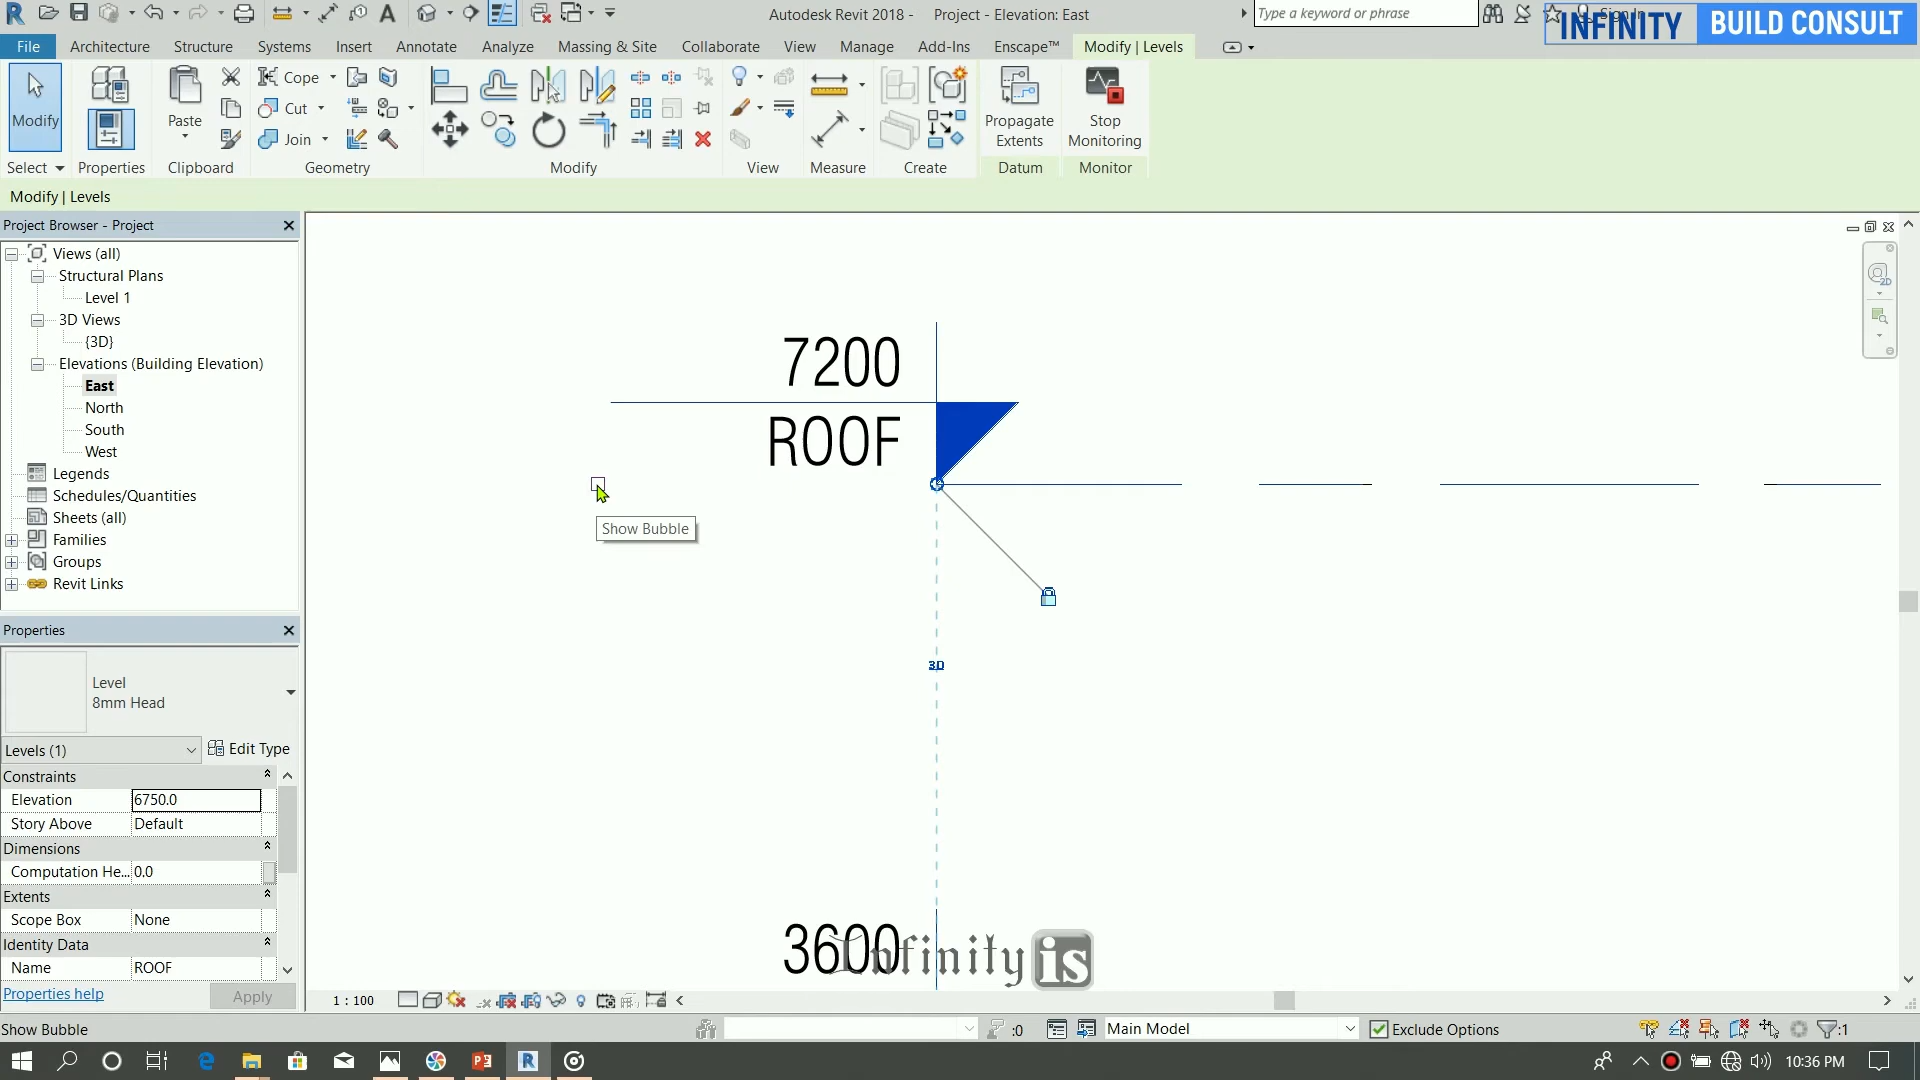 Autodesk Revit 2018 - Project - Elevation: East
Type a keyword or phrase
Sign In
INFINITY BUILD CONSULT
File Architecture Structure Systems Insert Annotate Analyze Massing & Site Collaborate View Manage Add-Ins Enscape™ Modify | Levels
Modify
Paste
Cope
Cut
Join
Propagate Extents
Stop Monitoring
Select Properties Clipboard Geometry Modify View Measure Create Datum Monitor
Modify | Levels
Project Browser - Project
Views (all)
Structural Plans
Level 1
3D Views
{3D}
Elevations (Building Elevation)
East
North
South
West
Legends
Schedules/Quantities
Sheets (all)
Families
Groups
Revit Links
7200
ROOF
Show Bubble
3D
3600
Infinity is
Properties
Level
8mm Head
Levels (1) Edit Type
Constraints
Elevation 6750.0
Story Above Default
Dimensions
Computation He... 0.0
Extents
Scope Box None
Identity Data
Name ROOF
Properties help Apply
1 : 100
Show Bubble
:0
Main Model
Exclude Options
:1
10:36 PM